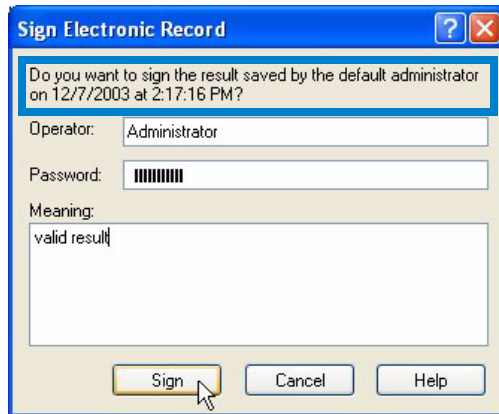 Sign Electronic Record
Do you want to sign the result saved by the default administrator
on 12/7/2003 at 2:17:16 PM?
Operator: Administrator
Password:
Meaning:
valid result
Sign Cancel Help